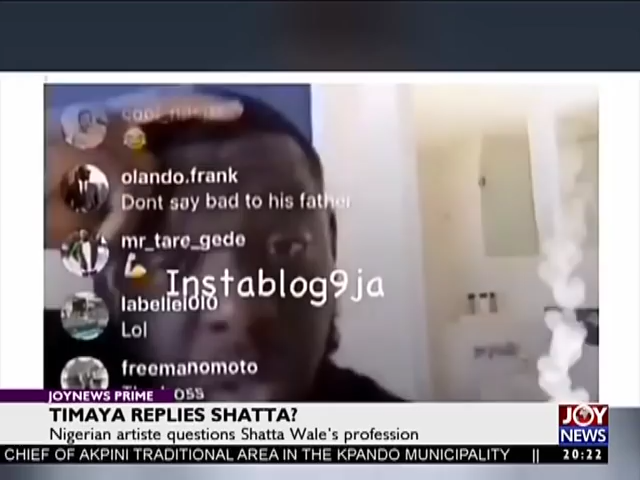 olando.frank
Dont say bad to his father
mr_tare_gede
Instablog9ja
Lol
freemanomoto
JOYNEWS PRIME
TIMAYA REPLIES SHATTA?
Nigerian artiste questions Shatta Wale's profession
JOY
NEWS
CHIEF OF AKPINI TRADITIONAL AREA IN THE KPANDO MUNICIPALITY ||
20:22